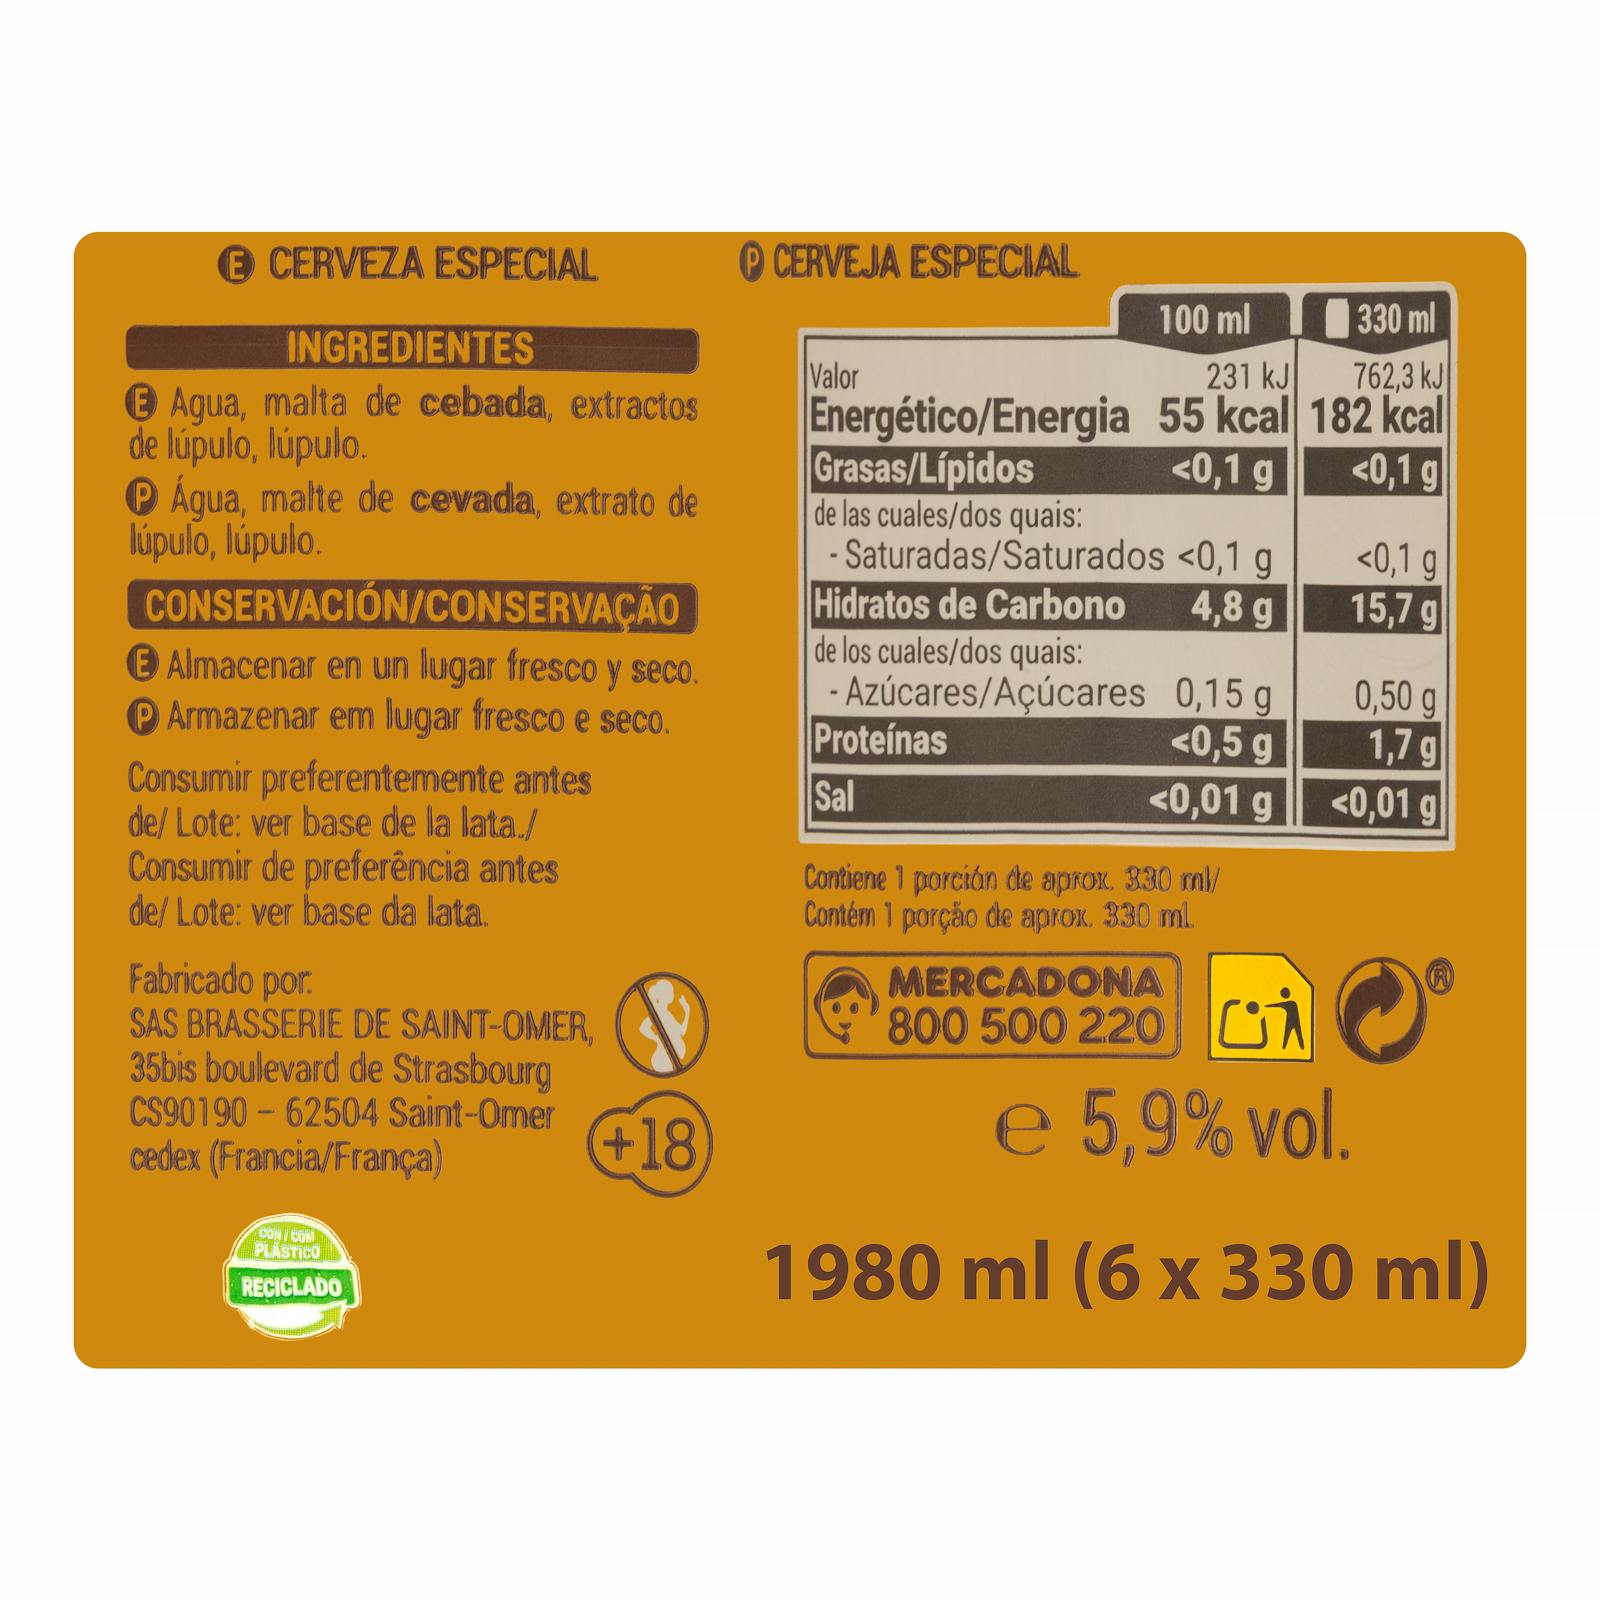 E CERVEZA ESPECIAL
INGREDIENTES
E Agua, malta de cebada, extractos
de lúpulo, lúpulo.
P Água, malte de cevada, extrato de
lúpulo, lúpulo.
CONSERVACIÓN/CONSERVAÇÃO
E Almacenar en un lugar fresco y seco.
P Armazenar em lugar fresco e seco.
Consumir preferentemente antes
de/ Lote: ver base de la lata./
Consumir de preferência antes
de/ Lote: ver base da lata.
Fabricado por:
SAS BRASSERIE DE SAINT-OMER,
35bis boulevard de Strasbourg
CS90190 – 62504 Saint-Omer
cedex (Francia/França)
+18
CON / COM
PLÁSTICO
RECICLADO
P CERVEJA ESPECIAL
100 ml 330 ml
Valor 231 kJ 762,3 kJ
Energético/Energia 55 kcal 182 kcal
Grasas/Lípidos <0,1 g <0,1 g
de las cuales/dos quais:
- Saturadas/Saturados <0,1 g <0,1 g
Hidratos de Carbono 4,8 g 15,7 g
de los cuales/dos quais:
- Azúcares/Açúcares 0,15 g 0,50 g
Proteínas <0,5 g 1,7 g
Sal <0,01 g <0,01 g
Contiene 1 porción de aprox. 330 ml/
Contém 1 porção de aprox. 330 ml.
MERCADONA
800 500 220
®
e 5,9% vol.
1980 ml (6 x 330 ml)